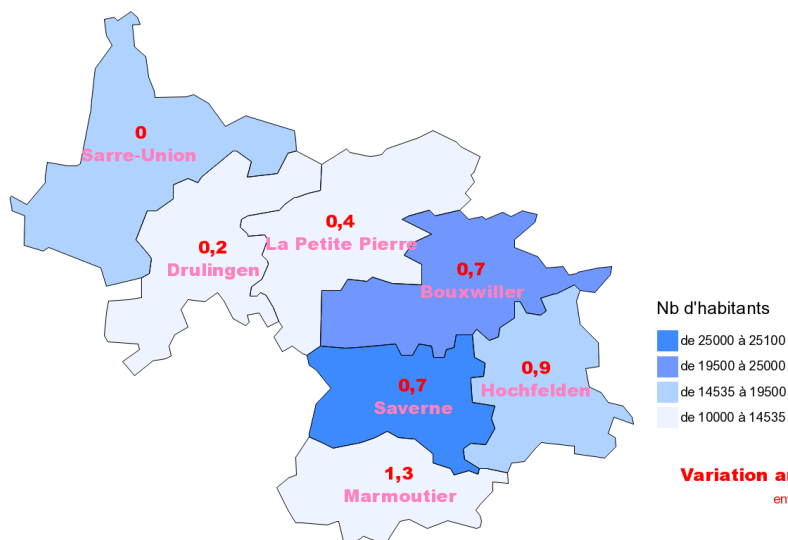 0
Sarre-Union
0,4
La Petite Pierre
0,2
Drulingen
0,7
Bouxwiller
Nb d'habitants
de 25000 à 25100
de 19500 à 25000
de 14535 à 19500
de 10000 à 14535
0,9
Hochfelden
0,7
Saverne
1,3
Marmoutier
Variation